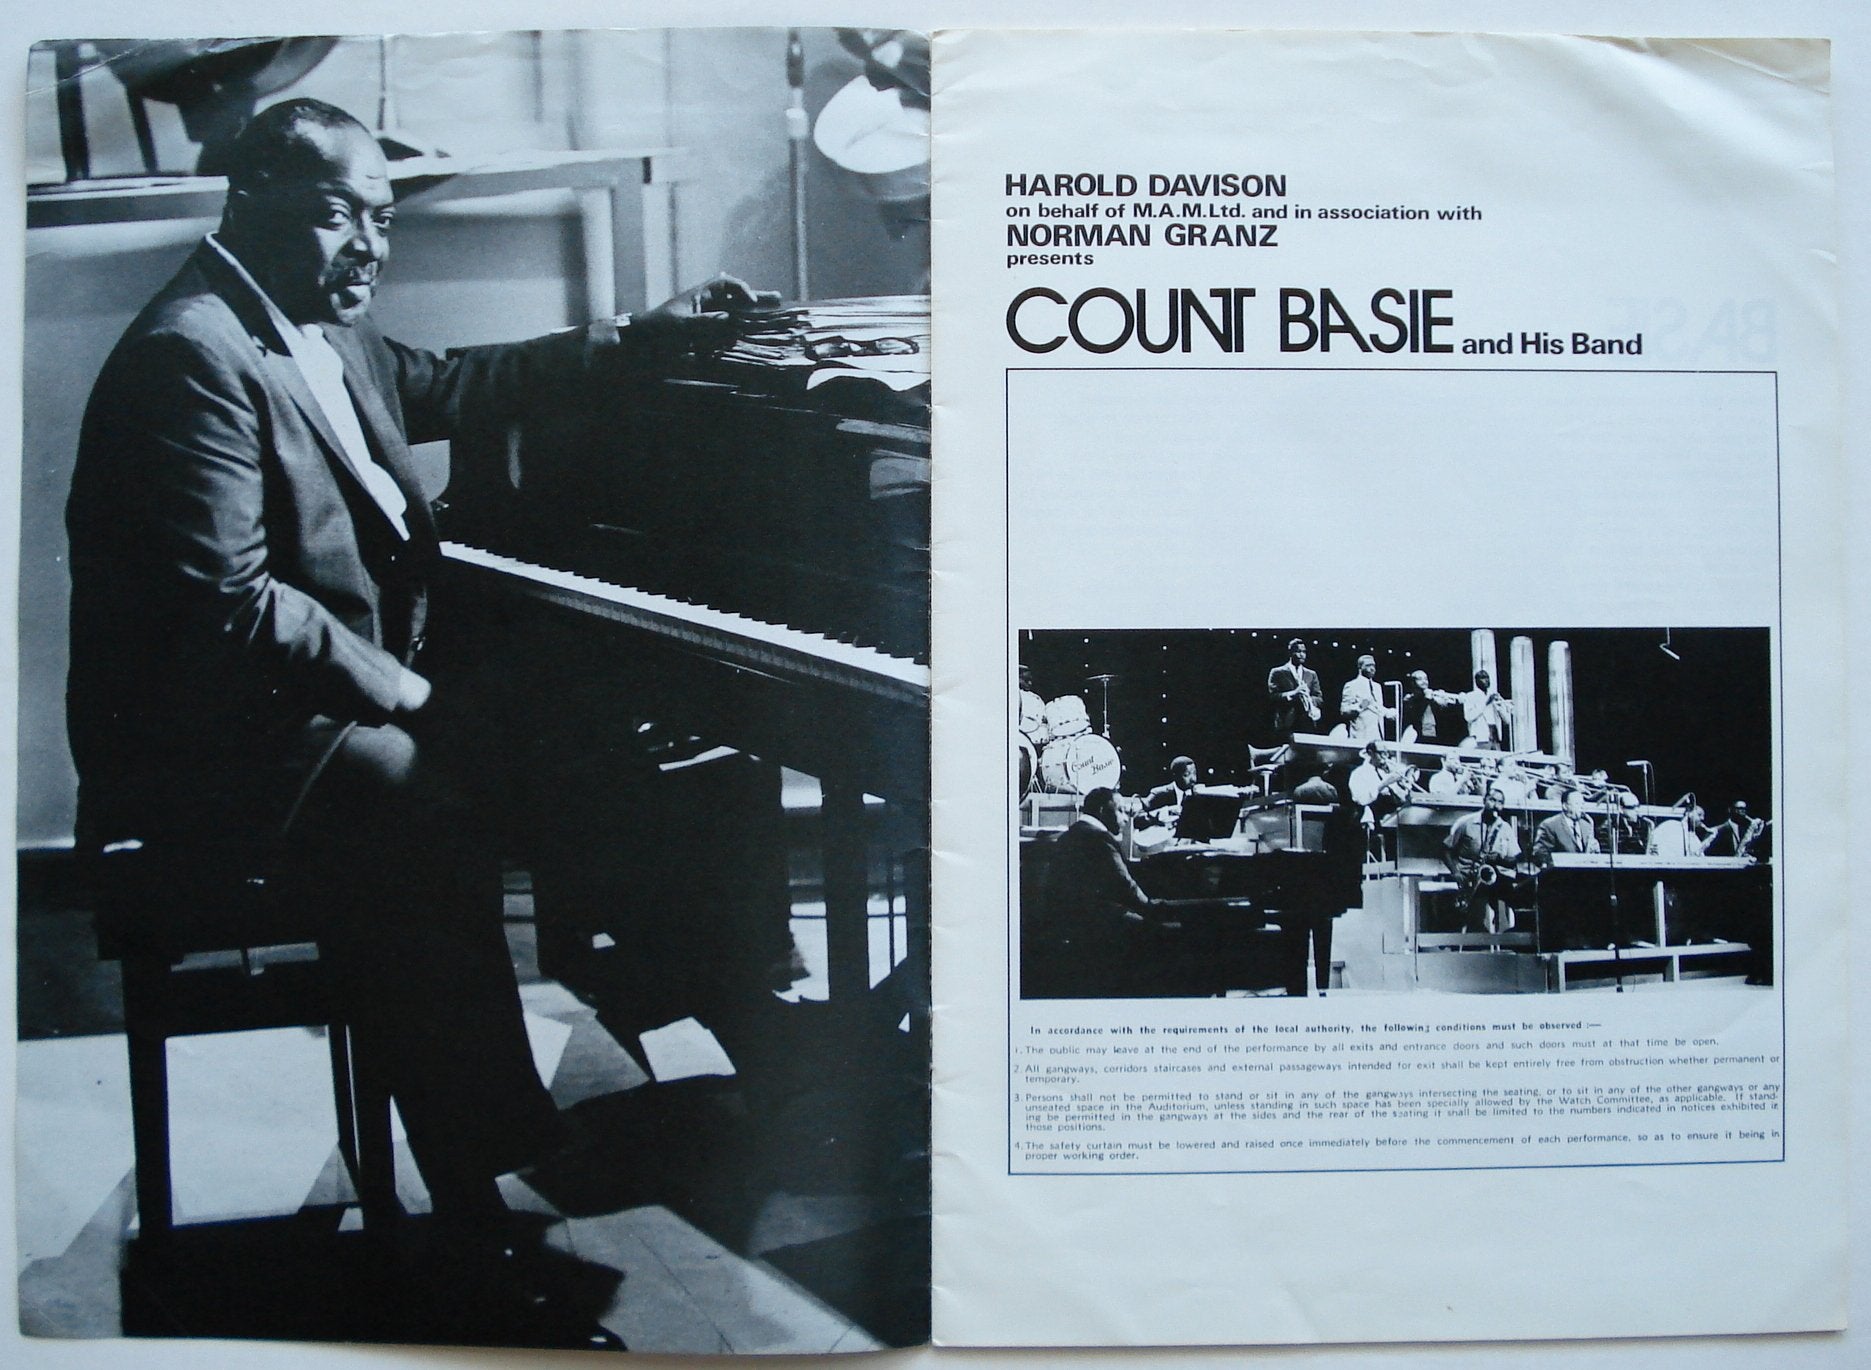 HAROLD DAVISON
on behalf of M.A.M.Ltd. and in association with
NORMAN GRANZ
presents
COUNT BASIE and His Band
Count
Basie
In accordance with the requirements of the local authority, the following conditions must be observed :—
1. The public may leave at the end of the performance by all exits and entrance doors and such doors must at that time be open.
2. All gangways, corridors staircases and external passageways intended for exit shall be kept entirely free from obstruction whether permanent or
temporary.
3. Persons shall not be permitted to stand or sit in any of the gangways intersecting the seating, or to sit in any of the other gangways or any
unseated space in the Auditorium, unless standing in such space has been specially allowed by the Watch Committee, as applicable. If stand-
ing be permitted in the gangways at the sides and the rear of the seating it shall be limited to the numbers indicated in notices exhibited in
those positions.
4. The safety curtain must be lowered and raised once immediately before the commencement of each performance, so as to ensure it being in
proper working order.